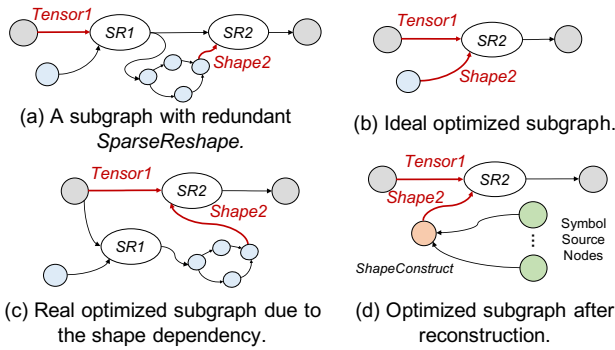 Tensor1
SR1
SR2
Shape2
(a) A subgraph with redundant
SparseReshape.
Tensor1
SR2
Shape2
(b) Ideal optimized subgraph.
Tensor1
SR2
Shape2
SR1
(c) Real optimized subgraph due to
the shape dependency.
Tensor1
SR2
Shape2
ShapeConstruct
Symbol
Source
Nodes
(d) Optimized subgraph after
reconstruction.